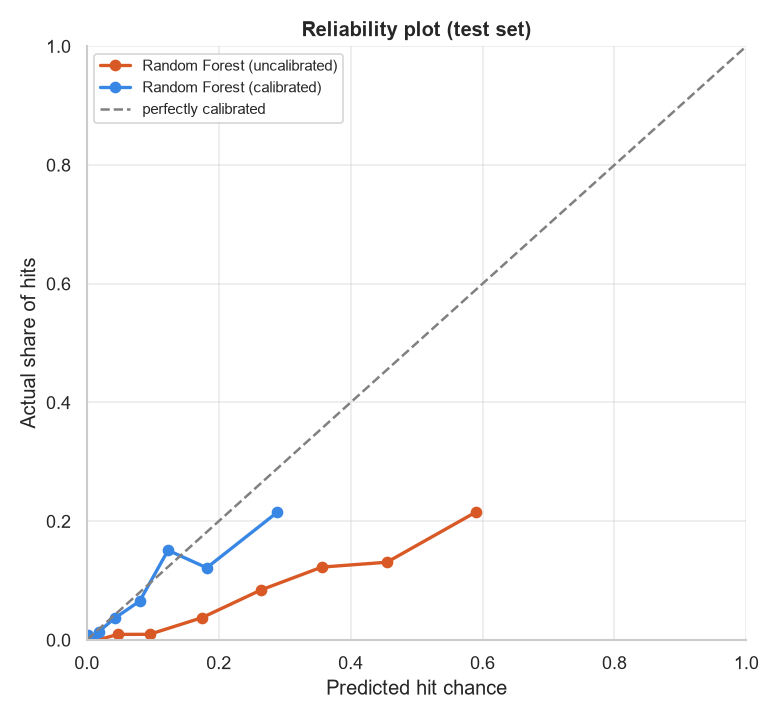 Reliability plot (test set)
Random Forest (uncalibrated)
Random Forest (calibrated)
perfectly calibrated
Actual share of hits
1.0
0.8
0.6
0.4
0.2
0.0
0.0 0.2 0.4 0.6 0.8 1.0
Predicted hit chance